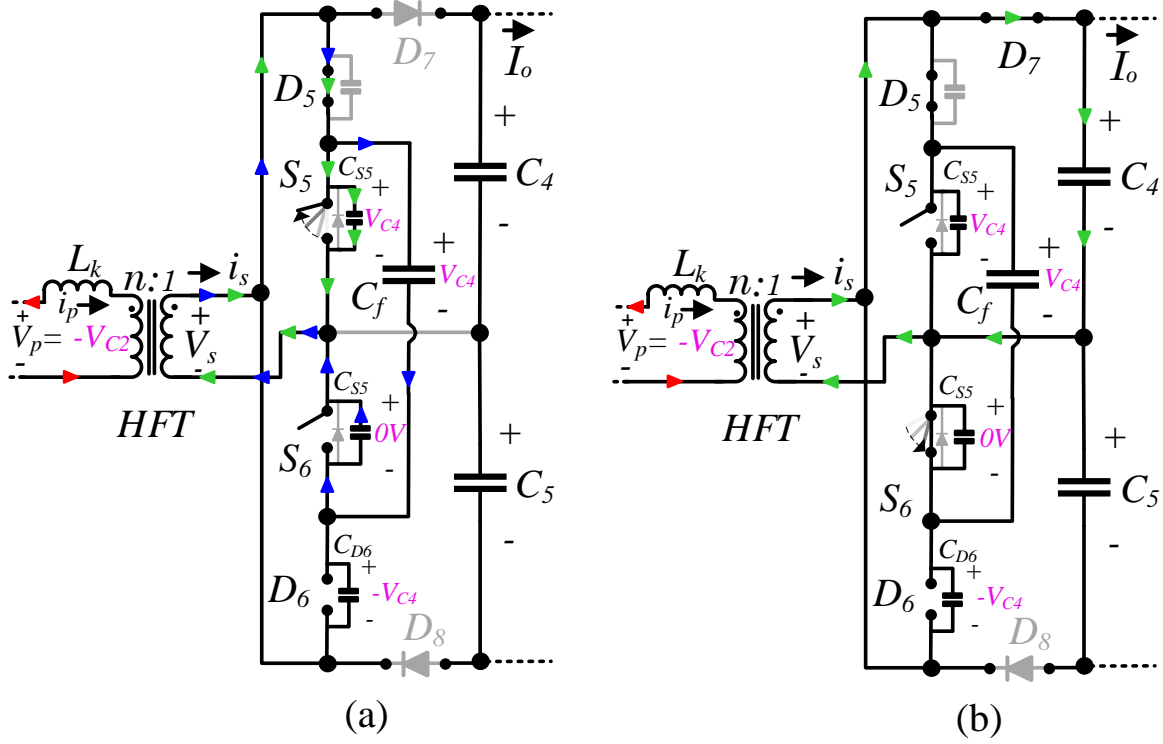 D7
Io
D5
+
S5
CS5
+
VC4
C4
-
Lk
n:1
is
-
+
VC4
ip
Cf
-
+
Vp=
-VC2
+
Vs
-
-
HFT
CS5
+
0V
-
S6
+
C5
-
CD6
+
D6
-VC4
-
D8
(a)
D7
Io
D5
+
S5
CS5
+
VC4
C4
-
Lk
n:1
is
-
+
VC4
ip
Cf
-
+
Vp=
-VC2
+
Vs
-
-
HFT
CS5
+
0V
-
S6
+
C5
-
CD6
+
D6
-VC4
-
D8
(b)